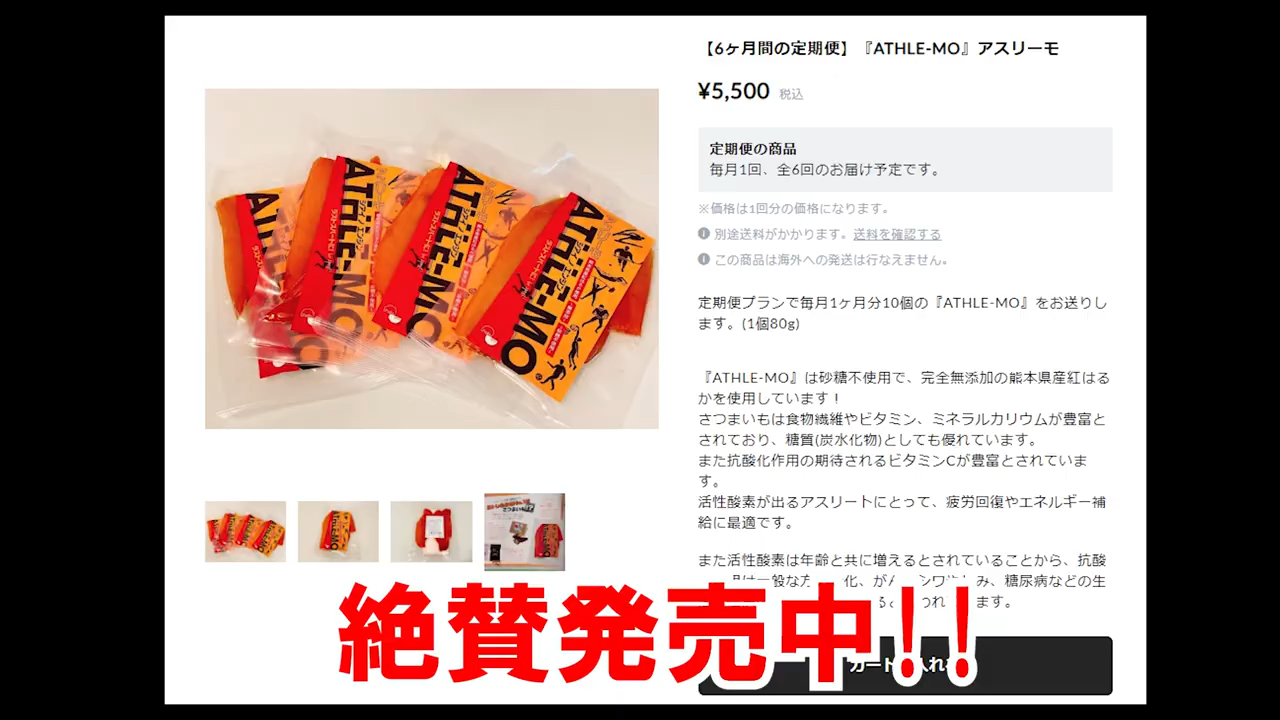 【6ヶ月間の定期便】『ATHLE-MO』アスリーモ
¥5,500 税込
定期便の商品
毎月1回、全6回のお届け予定です。
※価格は1回分の価格になります。
別途送料がかかります。送料を確認する
この商品は海外への発送は行なえません。
定期便プランで毎月1ヶ月分10個の『ATHLE-MO』をお送りし
ます。(1個80g)
『ATHLE-MO』は砂糖不使用で、完全無添加の熊本県産紅はる
かを使用しています！
さつまいもは食物繊維やビタミン、ミネラルカリウムが豊富と
されており、糖質(炭水化物)としても優れています。
また抗酸化作用の期待されるビタミンCが豊富とされていま
す。
活性酸素が出るアスリートにとって、疲労回復やエネルギー補
給に最適です。
また活性酸素は年齢と共に増えるとされていることから、抗酸
み、糖尿病などの生
ます。
絶賛発売中!!
ATHLE-MO
ATHLE-MO
ATHLE-MO
ATHLE-MO